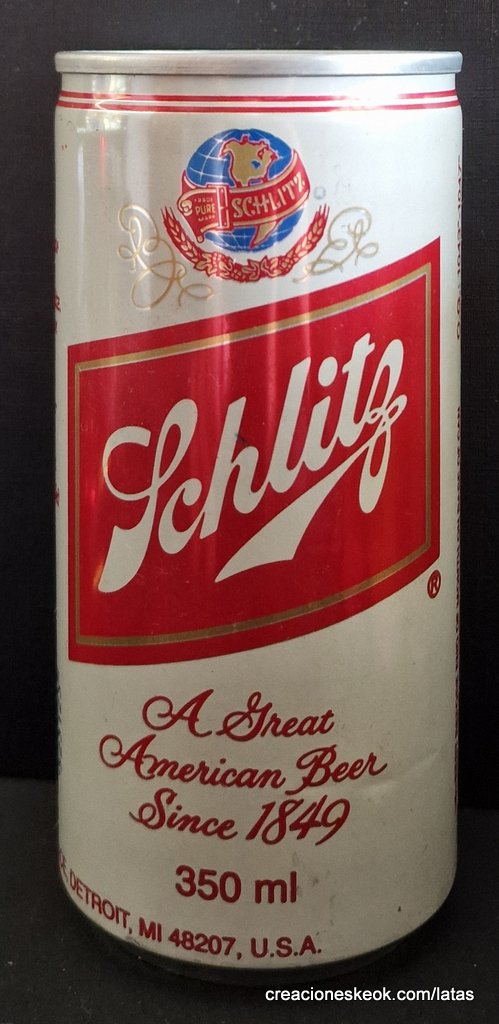 PURE
SCHLITZ
Schlitz
®
A Great
American Beer
Since 1849
350 ml
DETROIT, MI 48207, U.S.A.
creacioneskeok.com/latas